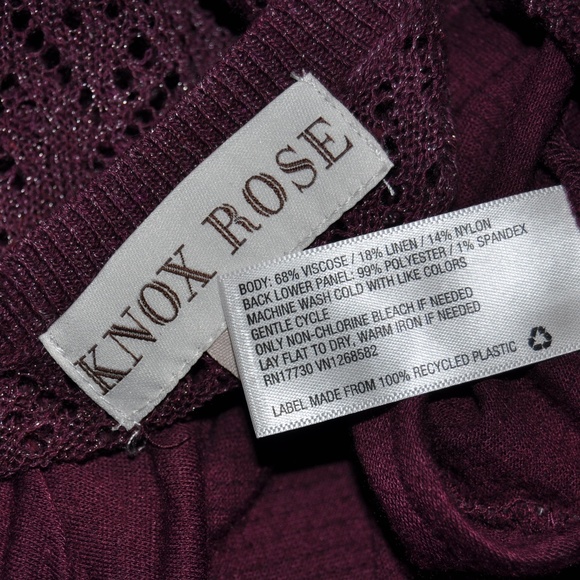 KNOX ROSE
BODY: 68% VISCOSE / 18% LINEN / 14% NYLON
BACK LOWER PANEL: 99% POLYESTER / 1% SPANDEX
MACHINE WASH COLD WITH LIKE COLORS
GENTLE CYCLE
ONLY NON-CHLORINE BLEACH IF NEEDED
LAY FLAT TO DRY, WARM IRON IF NEEDED
RN17730 VN1268582
LABEL MADE FROM 100% RECYCLED PLASTIC